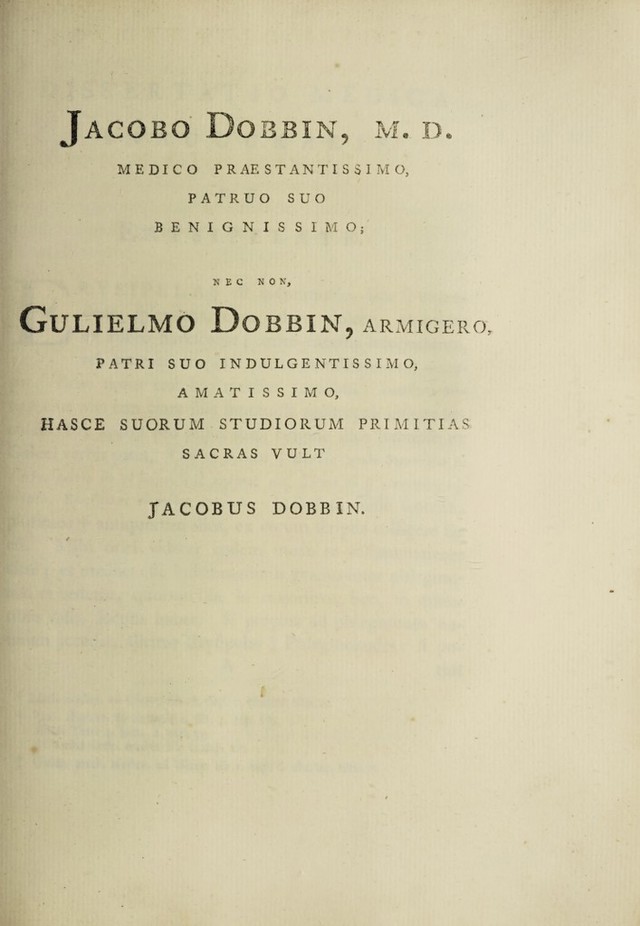 JACOBO DOBBIN, M. D.
MEDICO PRAESTANTISSIMO,
PATRUO SUO
BENIGNISSIMO;
NEC NON,
GULIELMO DOBBIN, ARMIGERO,
PATRI SUO INDULGENTISSIMO,
AMATISSIMO,
HASCE SUORUM STUDIORUM PRIMITIAS
SACRAS VULT
JACOBUS DOBBIN.